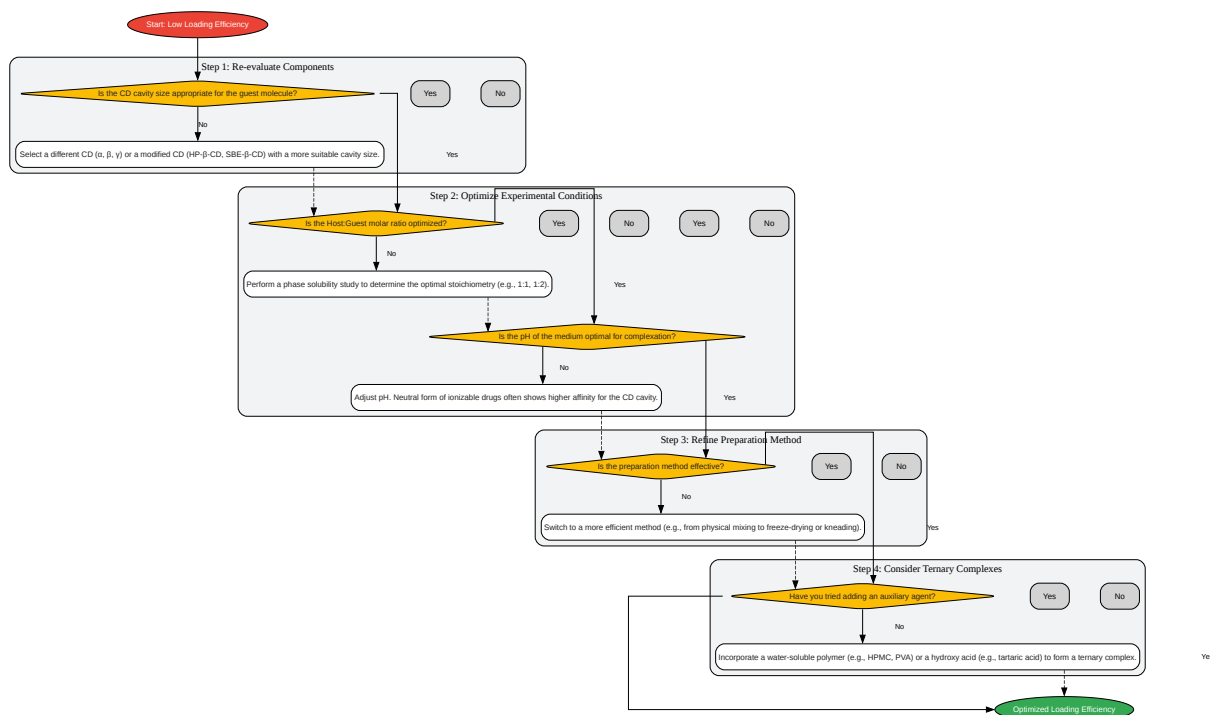 Start: Low Loading Efficiency
Step 1: Re-evaluate Components
Is the CD cavity size appropriate for the guest molecule?
Yes
No
No
Select a different CD (α, β, γ) or a modified CD (HP-β-CD, SBE-β-CD) with a more suitable cavity size.
Yes
Step 2: Optimize Experimental Conditions
Is the Host:Guest molar ratio optimized?
Yes
No
Yes
No
No
Perform a phase solubility study to determine the optimal stoichiometry (e.g., 1:1, 1:2).
Yes
Is the pH of the medium optimal for complexation?
No
Adjust pH. Neutral form of ionizable drugs often shows higher affinity for the CD cavity.
Yes
Step 3: Refine Preparation Method
Is the preparation method effective?
Yes
No
No
Switch to a more efficient method (e.g., from physical mixing to freeze-drying or kneading).
Yes
Step 4: Consider Ternary Complexes
Have you tried adding an auxiliary agent?
Yes
No
No
Incorporate a water-soluble polymer (e.g., HPMC, PVA) or a hydroxy acid (e.g., tartaric acid) to form a ternary complex.
Ye
Optimized Loading Efficiency